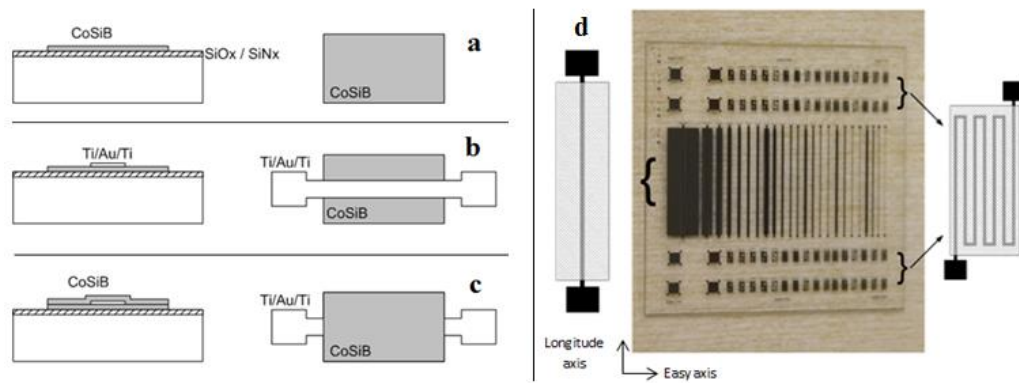 CoSiB
SiOx / SiNx
CoSiB
a
Ti/Au/Ti
Ti/Au/Ti
CoSiB
b
CoSiB
Ti/Au/Ti
CoSiB
c
d
Longitude
axis
Easy axis